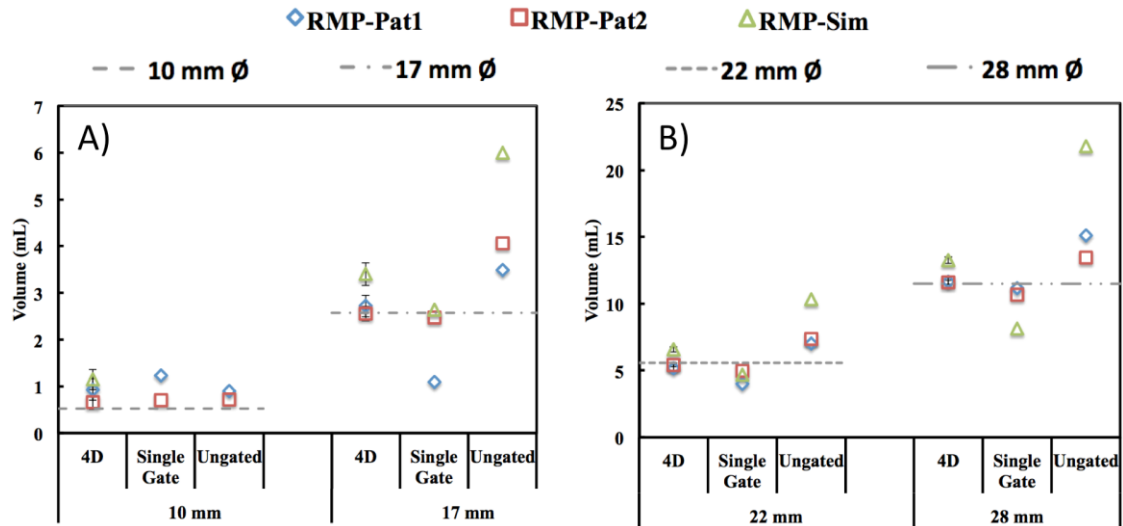 RMP-Pat1 RMP-Pat2 RMP-Sim
10 mm Ø 17 mm Ø 22 mm Ø 28 mm Ø
A)
Volume (mL)
7
6
5
4
3
2
1
0
4D Single Gate Ungated 4D Single Gate Ungated
10 mm 17 mm
B)
Volume (mL)
25
20
15
10
5
0
4D Single Gate Ungated 4D Single Gate Ungated
22 mm 28 mm